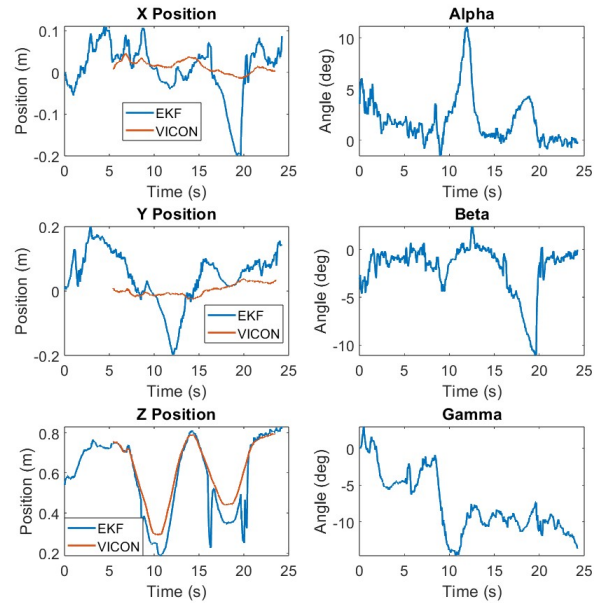 X Position
Position (m)
0.1
0
-0.1
-0.2
EKF
VICON
0 5 10 15 20 25
Time (s)
Alpha
Angle (deg)
10
5
0
0 5 10 15 20 25
Time (s)
Y Position
Position (m)
0.2
0
-0.2
EKF
VICON
0 5 10 15 20 25
Time (s)
Beta
Angle (deg)
0
-5
-10
0 5 10 15 20 25
Time (s)
Z Position
Position (m)
0.8
0.6
0.4
0.2
EKF
VICON
0 5 10 15 20 25
Time (s)
Gamma
Angle (deg)
0
-5
-10
0 5 10 15 20 25
Time (s)